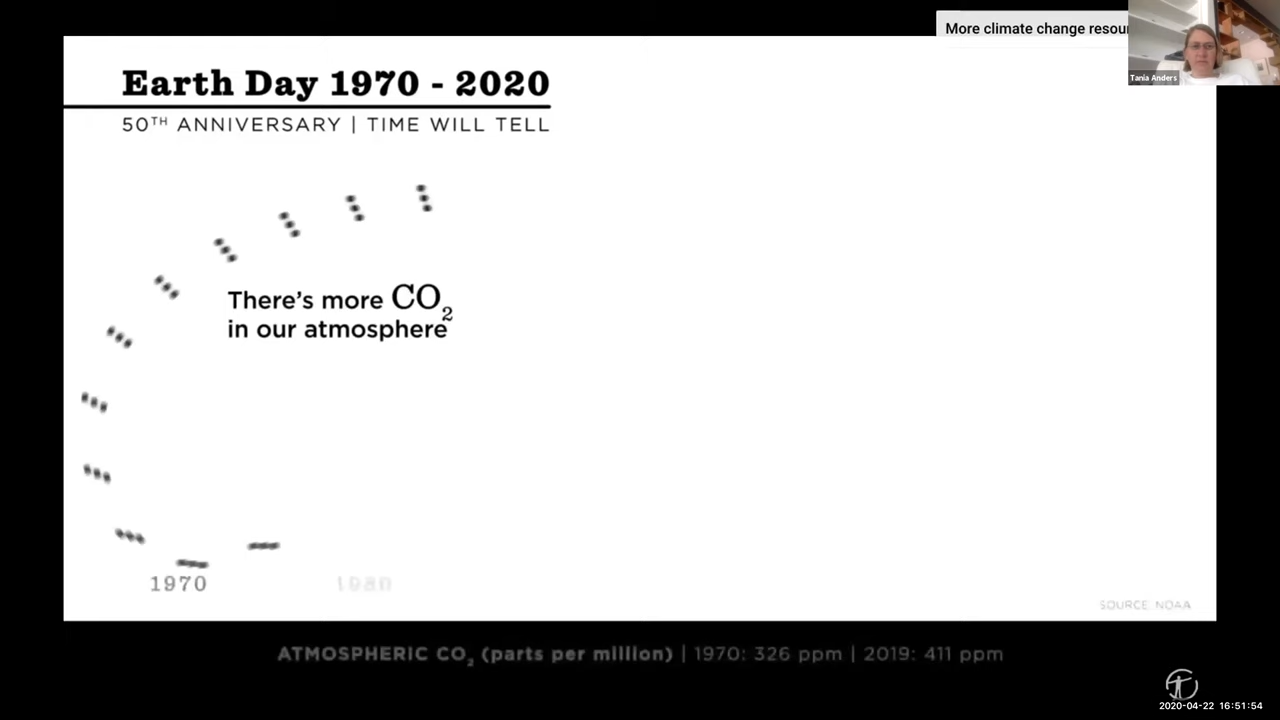 More climate change resou
Tania Anders
Earth Day 1970 - 2020
50TH ANNIVERSARY | TIME WILL TELL
There's more CO2
in our atmosphere
1970
1980
SOURCE: NOAA
ATMOSPHERIC CO2 (parts per million) | 1970: 326 ppm | 2019: 411 ppm
2020-04-22 16:51:54